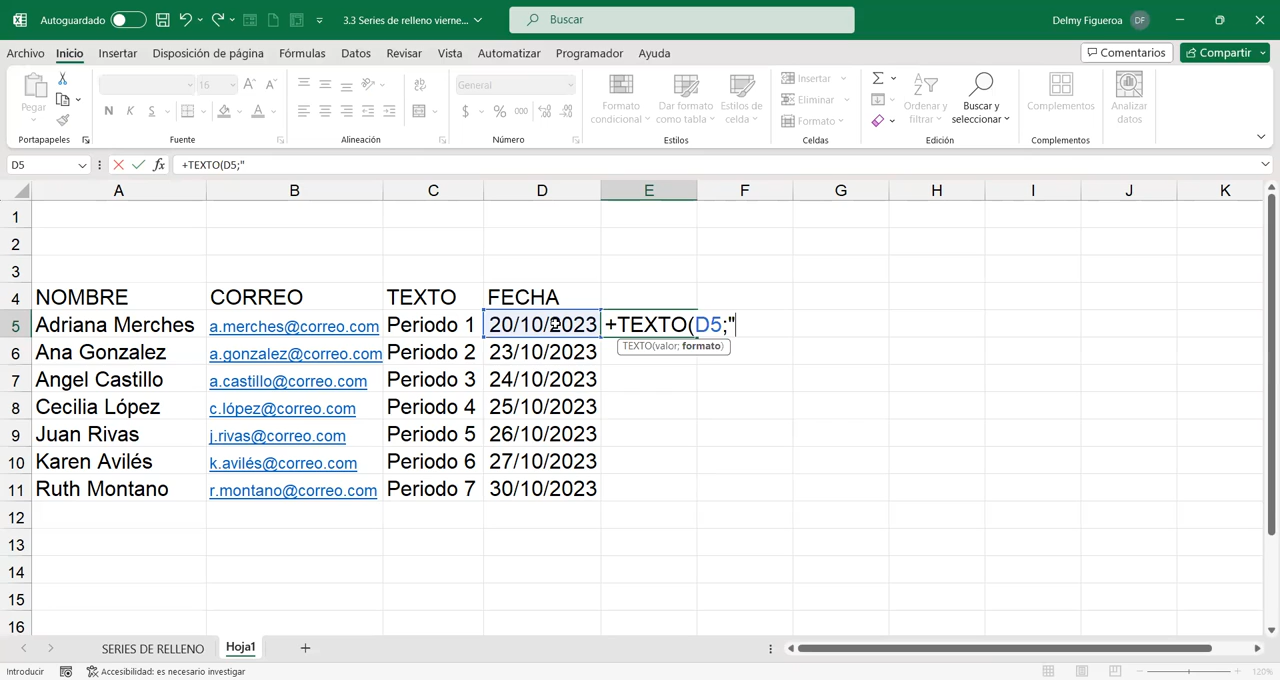 Autoguardado 3.3 Series de relleno vierne... Buscar Delmy Figueroa DF
Archivo Inicio Insertar Disposición de página Fórmulas Datos Revisar Vista Automatizar Programador Ayuda Comentarios Compartir
Pegar
N K S
16 A A
A
ab
General
$ % 000
Formato condicional
Dar formato como tabla
Estilos de celda
Insertar
Eliminar
Formato
Ordenar y filtrar
Buscar y seleccionar
Complementos
Analizar datos
Portapapeles Fuente Alineación Número Estilos Celdas Edición Complementos
D5 fx +TEXTO(D5;"
A B C D E F G H I J K
1
2
3
4 NOMBRE CORREO TEXTO FECHA
5 Adriana Merches a.merches@correo.com Periodo 1 20/10/2023 +TEXTO(D5;"
TEXTO(valor; formato)
6 Ana Gonzalez a.gonzalez@correo.com Periodo 2 23/10/2023
7 Angel Castillo a.castillo@correo.com Periodo 3 24/10/2023
8 Cecilia López c.lópez@correo.com Periodo 4 25/10/2023
9 Juan Rivas j.rivas@correo.com Periodo 5 26/10/2023
10 Karen Avilés k.avilés@correo.com Periodo 6 27/10/2023
11 Ruth Montano r.montano@correo.com Periodo 7 30/10/2023
12
13
14
15
16
SERIES DE RELLENO Hoja1
Introducir Accesibilidad: es necesario investigar 120%